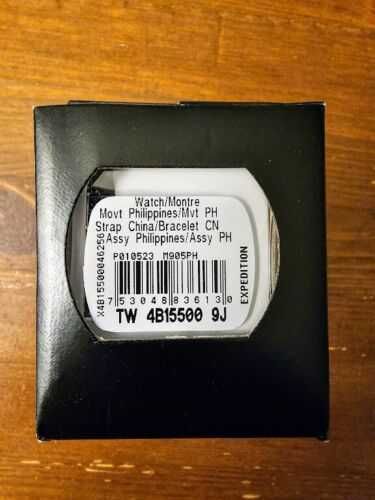 Watch/Montre
Movt Philippines/Mvt PH
Strap China/Bracelet CN
Assy Philippines/Assy PH
P010523 M905PH
7 53048 83613 0
TW 4B15500 9J
EXPEDITION